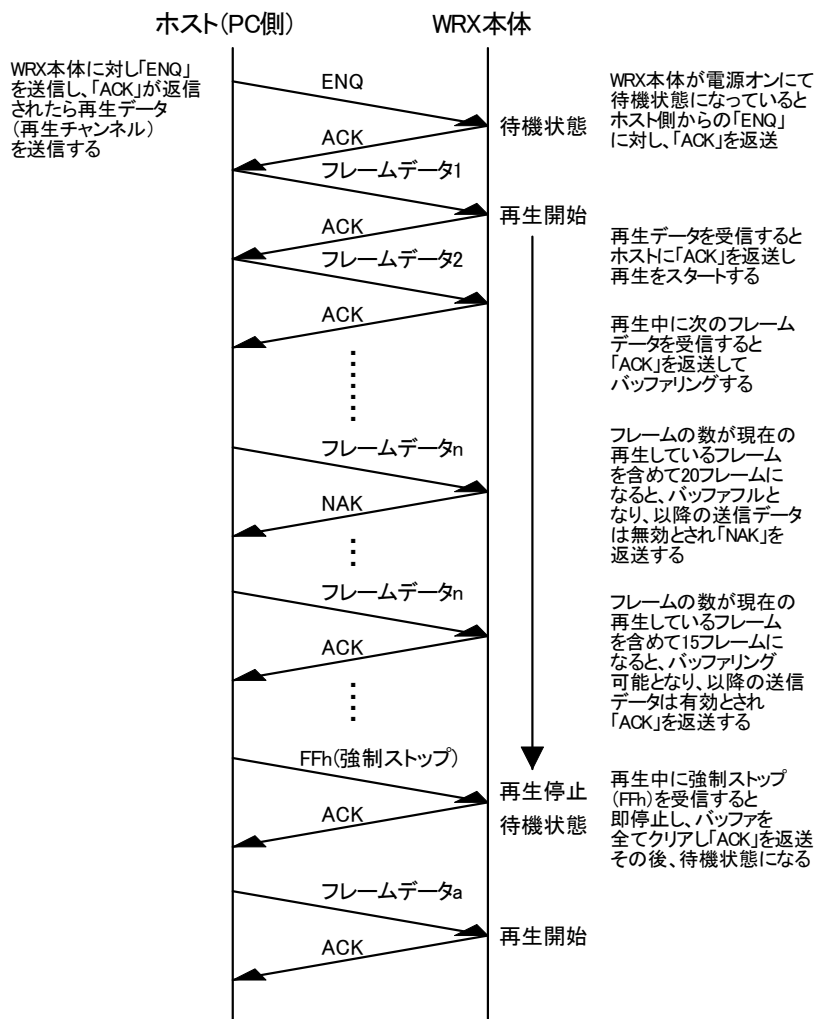 ホスト(PC側)
WRX本体
WRX本体に対し「ENQ」
を送信し、「ACK」が返信
されたら再生データ
(再生チャンネル)
を送信する
ENQ
WRX本体が電源オンにて
待機状態になっていると
ホスト側からの「ENQ」
に対し、「ACK」を返送
待機状態
ACK
フレームデータ1
再生開始
再生データを受信すると
ホストに「ACK」を返送し
再生をスタートする
ACK
フレームデータ2
ACK
再生中に次のフレーム
データを受信すると
「ACK」を返送して
バッファリングする
フレームデータn
フレームの数が現在の
再生しているフレーム
を含めて20フレームに
なると、バッファフルと
なり、以降の送信データ
は無効とされ「NAK」を
返送する
NAK
フレームデータn
フレームの数が現在の
再生しているフレーム
を含めて15フレームに
なると、バッファリング
可能となり、以降の送信
データは有効とされ
「ACK」を返送する
ACK
FFh(強制ストップ)
再生停止
待機状態
再生中に強制ストップ
(FFh)を受信すると
即停止し、バッファを
全てクリアし「ACK」を返送
その後、待機状態になる
ACK
フレームデータa
再生開始
ACK